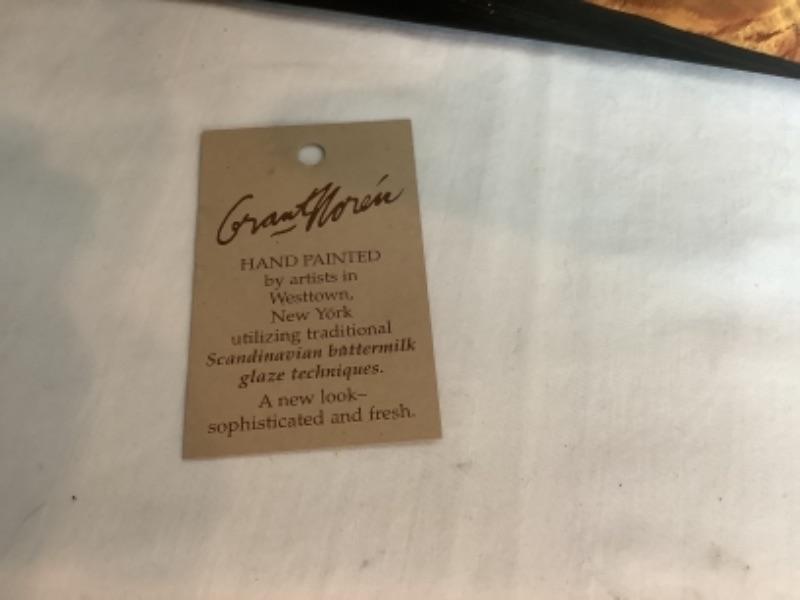 Grant Norén
HAND PAINTED
by artists in
Westtown,
New York
utilizing traditional
Scandinavian buttermilk
glaze techniques.
A new look–
sophisticated and fresh.